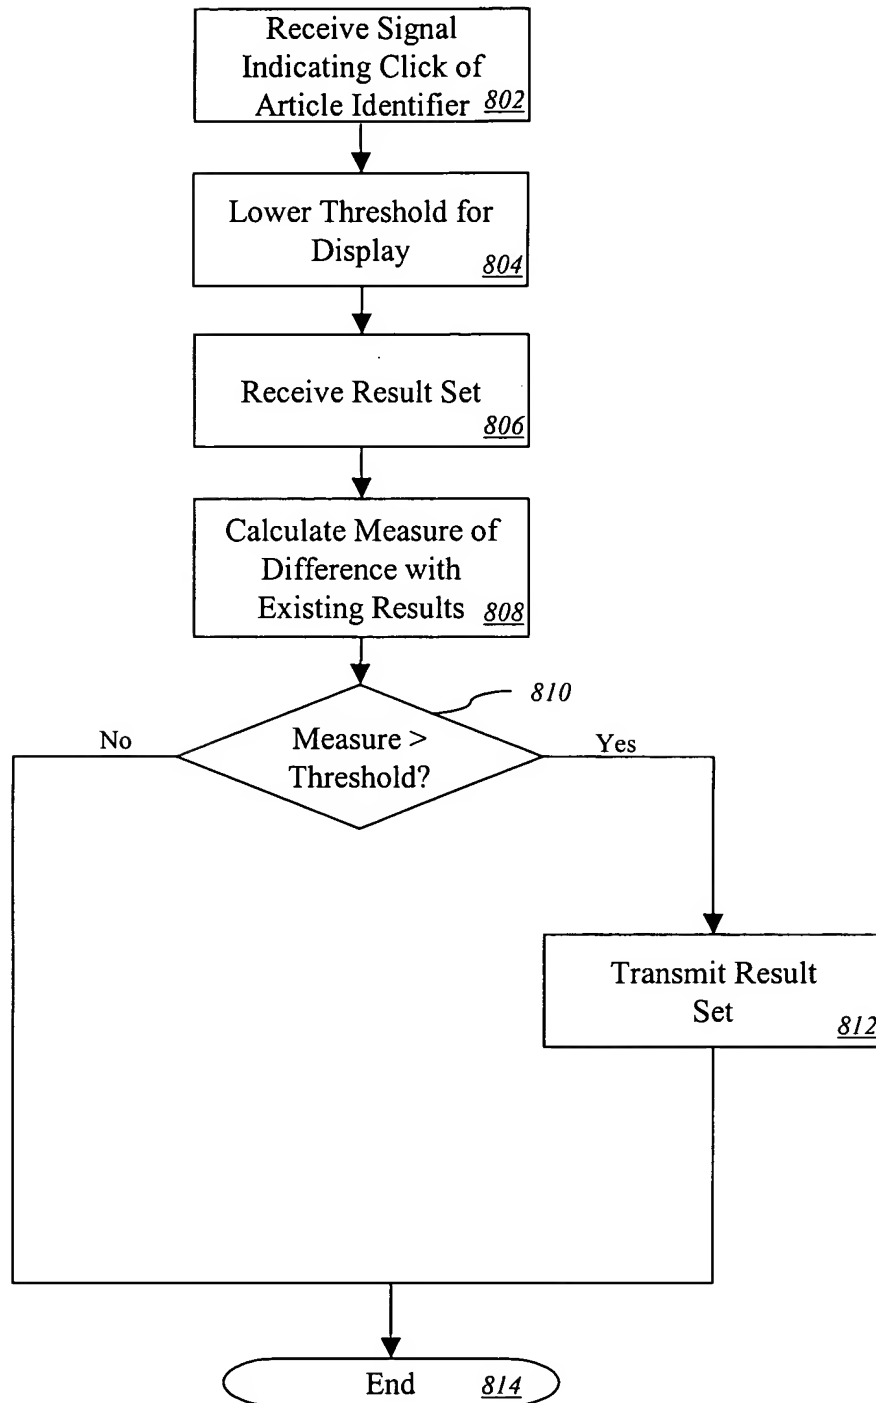 Receive Signal
Indicating Click of
Article Identifier 802
Lower Threshold for
Display
804
Receive Result Set
806
Calculate Measure of
Difference with
Existing Results 808
810
No
Measure >
Threshold?
Yes
Transmit Result
Set
812
End 814